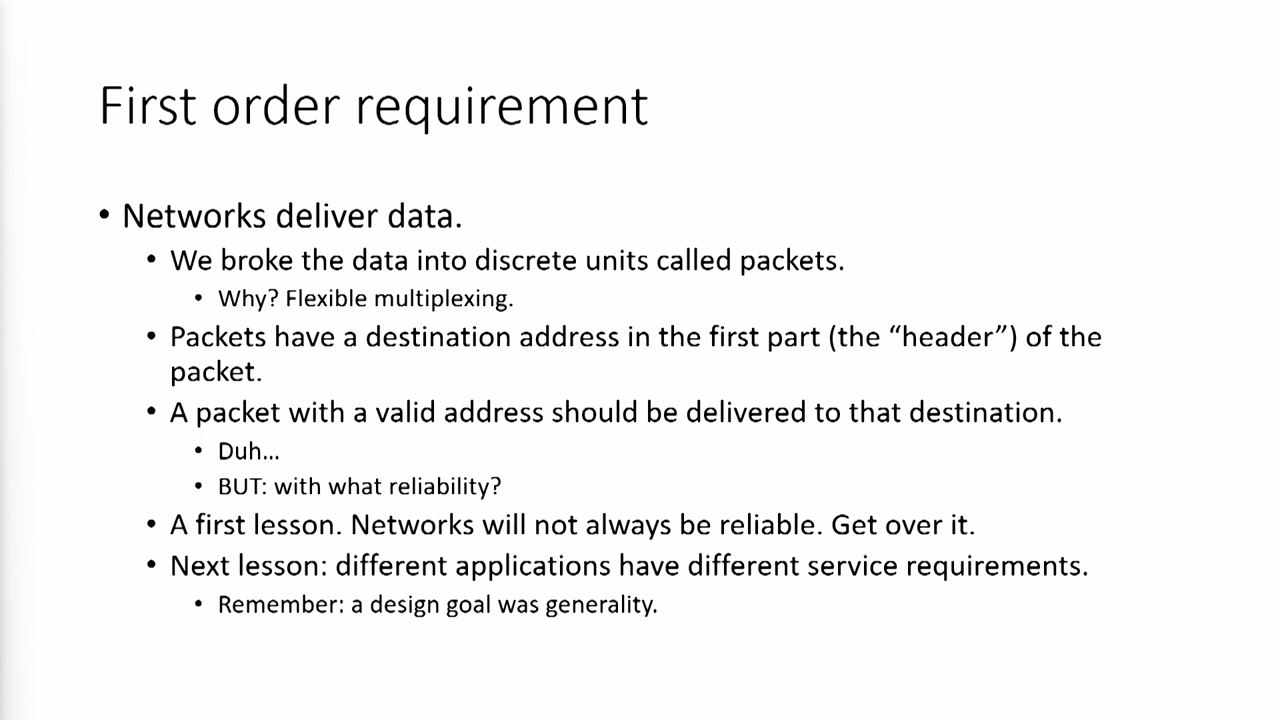 First order requirement
• Networks deliver data.
• We broke the data into discrete units called packets.
• Why? Flexible multiplexing.
• Packets have a destination address in the first part (the “header”) of the
packet.
• A packet with a valid address should be delivered to that destination.
• Duh…
• BUT: with what reliability?
• A first lesson. Networks will not always be reliable. Get over it.
• Next lesson: different applications have different service requirements.
• Remember: a design goal was generality.